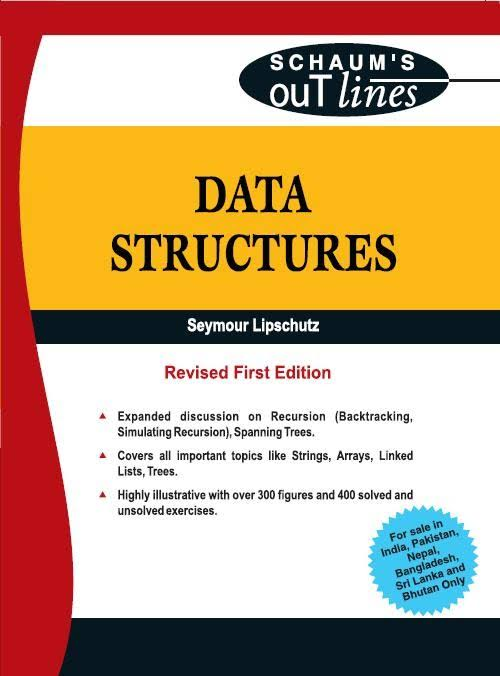 SCHAUM'S
ouTlines
DATA
STRUCTURES
Seymour Lipschutz
Revised First Edition
Expanded discussion on Recursion (Backtracking,
Simulating Recursion), Spanning Trees.
Covers all important topics like Strings, Arrays, Linked
Lists, Trees.
Highly illustrative with over 300 figures and 400 solved and
unsolved exercises.
For sale in
India, Pakistan,
Nepal,
Bangladesh,
Sri Lanka and
Bhutan Only